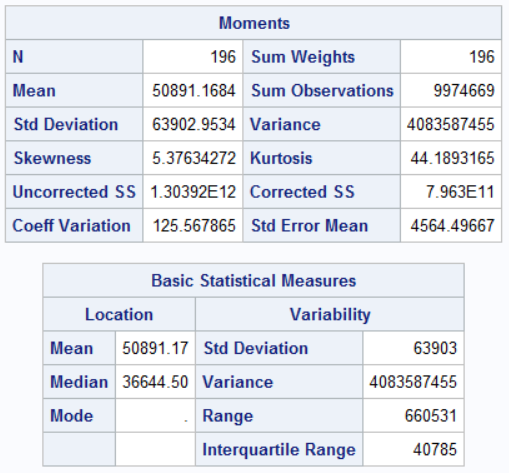 Moments
N 196 Sum Weights 196
Mean 50891.1684 Sum Observations 9974669
Std Deviation 63902.9534 Variance 4083587455
Skewness 5.37634272 Kurtosis 44.1893165
Uncorrected SS 1.30392E12 Corrected SS 7.963E11
Coeff Variation 125.567865 Std Error Mean 4564.49667
Basic Statistical Measures
Location Variability
Mean 50891.17 Std Deviation 63903
Median 36644.50 Variance 4083587455
Mode . Range 660531
Interquartile Range 40785